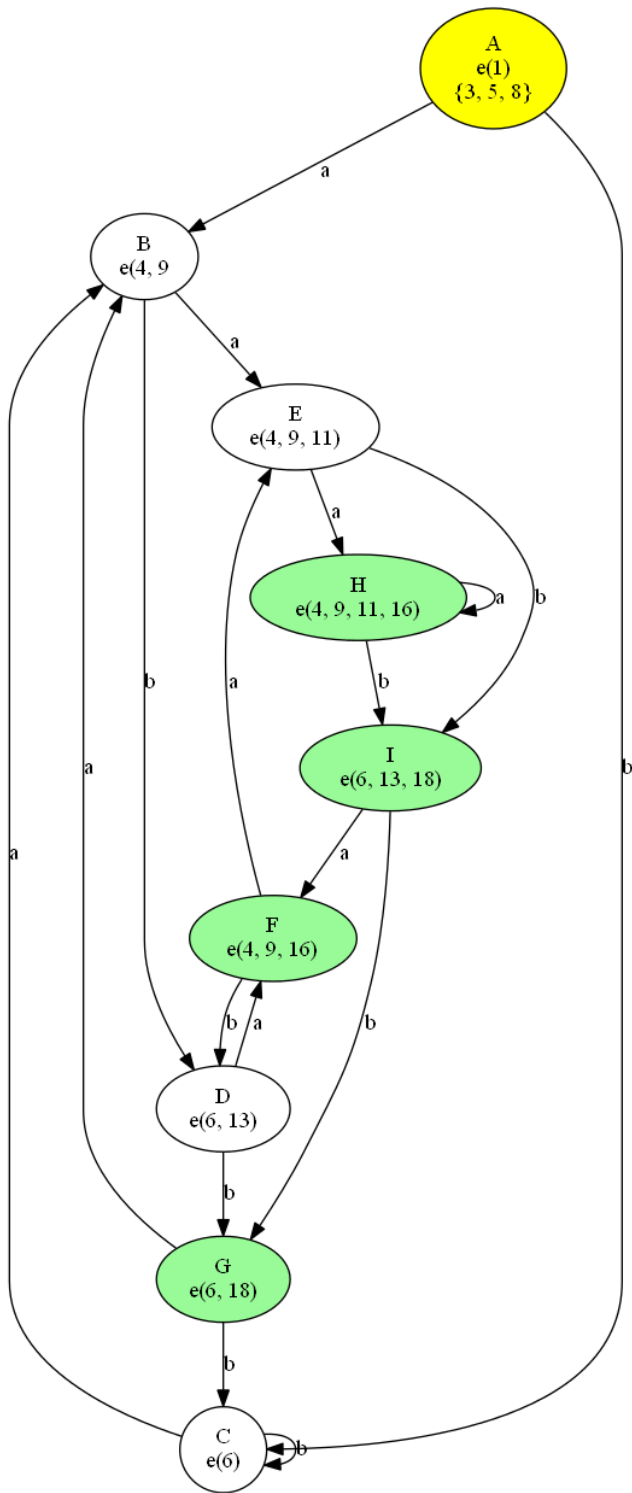 A
e(1)
{3, 5, 8}
a
B
e(4, 9
a
E
e(4, 9, 11)
a
H
e(4, 9, 11, 16)
a
b
b
a
b
b
I
e(6, 13, 18)
a
b
a
a
F
e(4, 9, 16)
b
a
b
D
e(6, 13)
b
G
e(6, 18)
b
C
e(6)
b